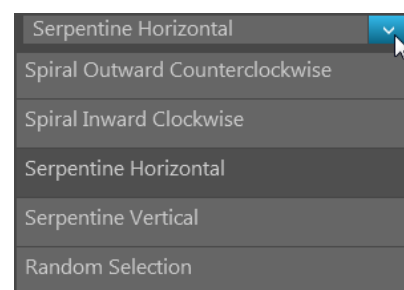 Serpentine Horizontal
Spiral Outward Counterclockwise
Spiral Inward Clockwise
Serpentine Horizontal
Serpentine Vertical
Random Selection